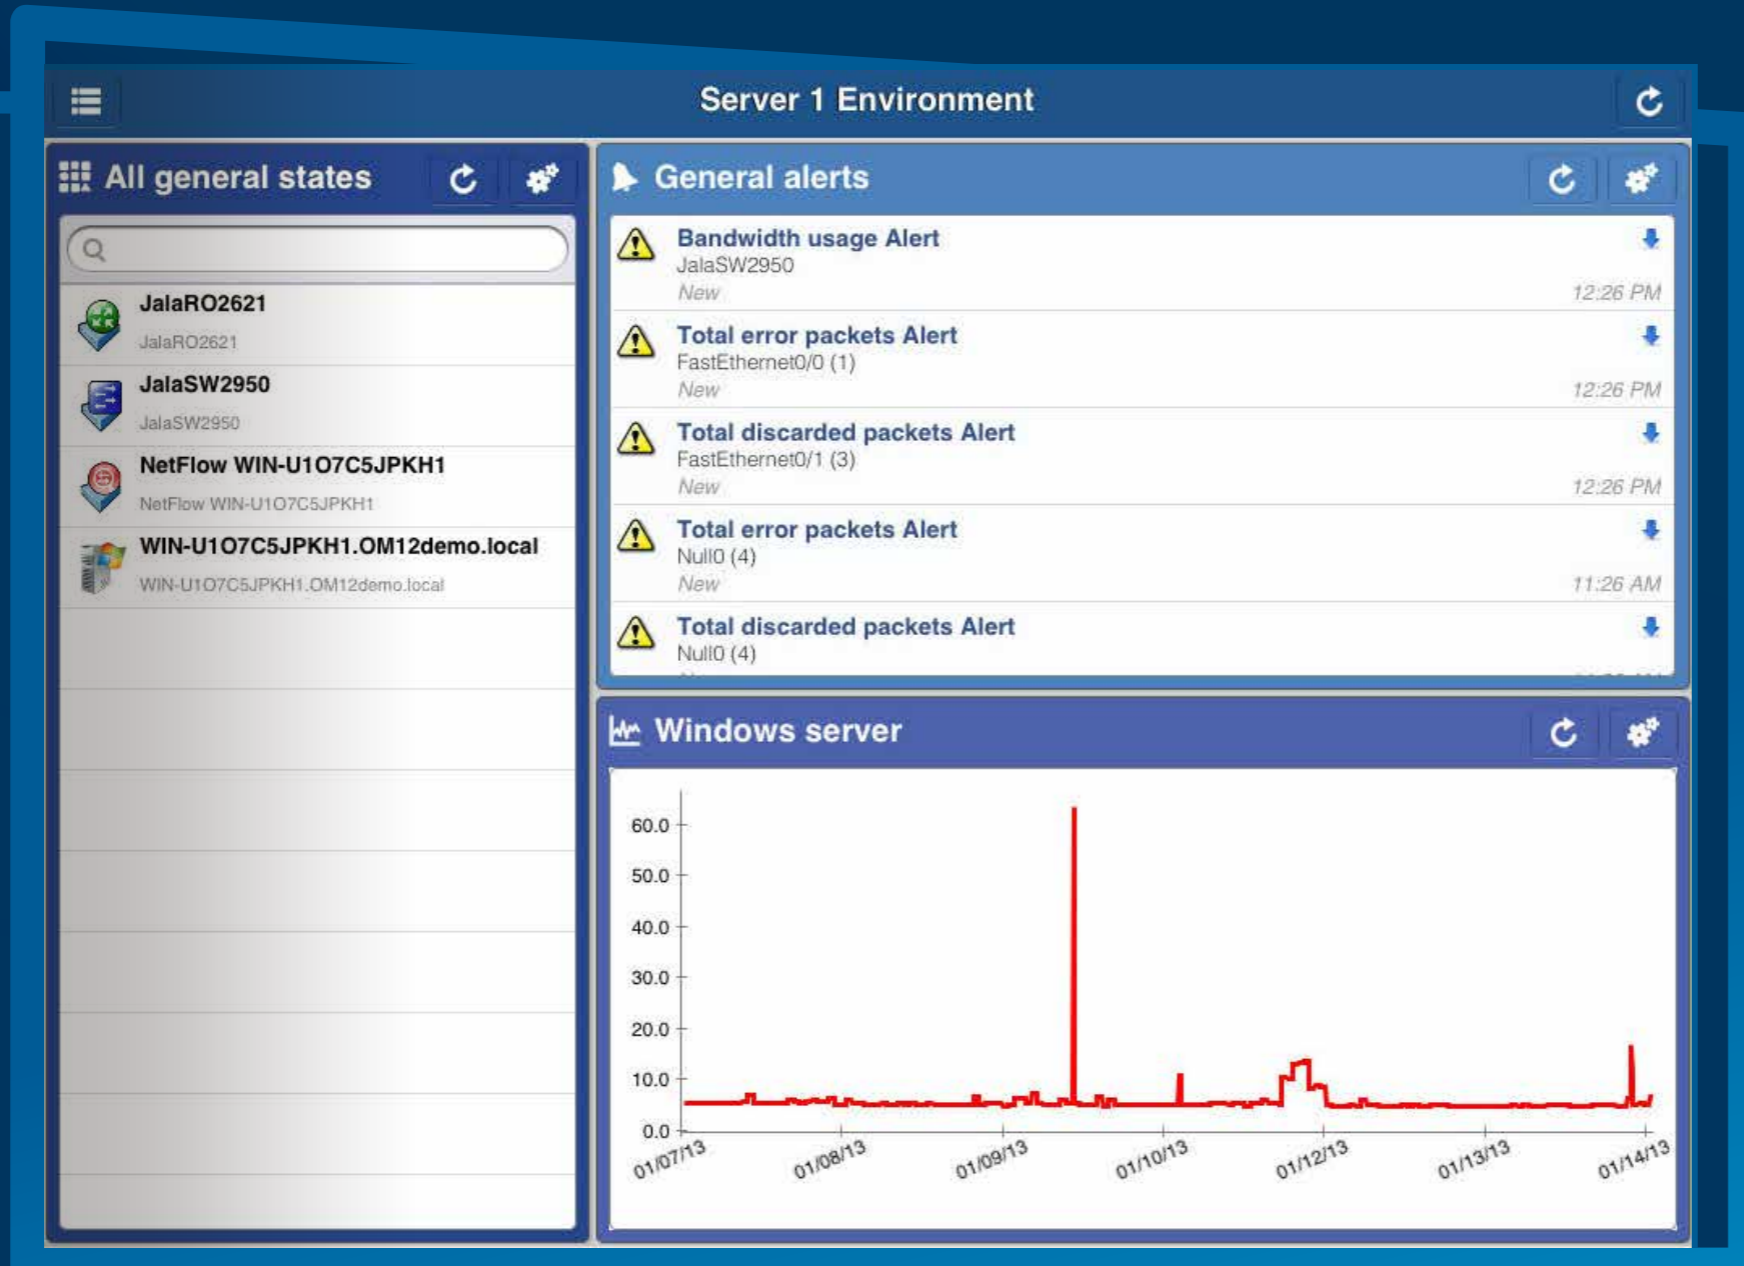 Server 1 Environment
All general states
JalaRO2621
JalaRO2621
JalaSW2950
JalaSW2950
NetFlow WIN-U1O7C5JPKH1
NetFlow WIN-U1O7C5JPKH1
WIN-U1O7C5JPKH1.OM12demo.local
WIN-U1O7C5JPKH1.OM12demo.local
General alerts
Bandwidth usage Alert
JalaSW2950
New 12:26 PM
Total error packets Alert
FastEthernet0/0 (1)
New 12:26 PM
Total discarded packets Alert
FastEthernet0/1 (3)
New 12:26 PM
Total error packets Alert
Null0 (4)
New 11:26 AM
Total discarded packets Alert
Null0 (4)
Windows server
60.0
50.0
40.0
30.0
20.0
10.0
0.0
01/07/13 01/08/13 01/09/13 01/10/13 01/12/13 01/13/13 01/14/13